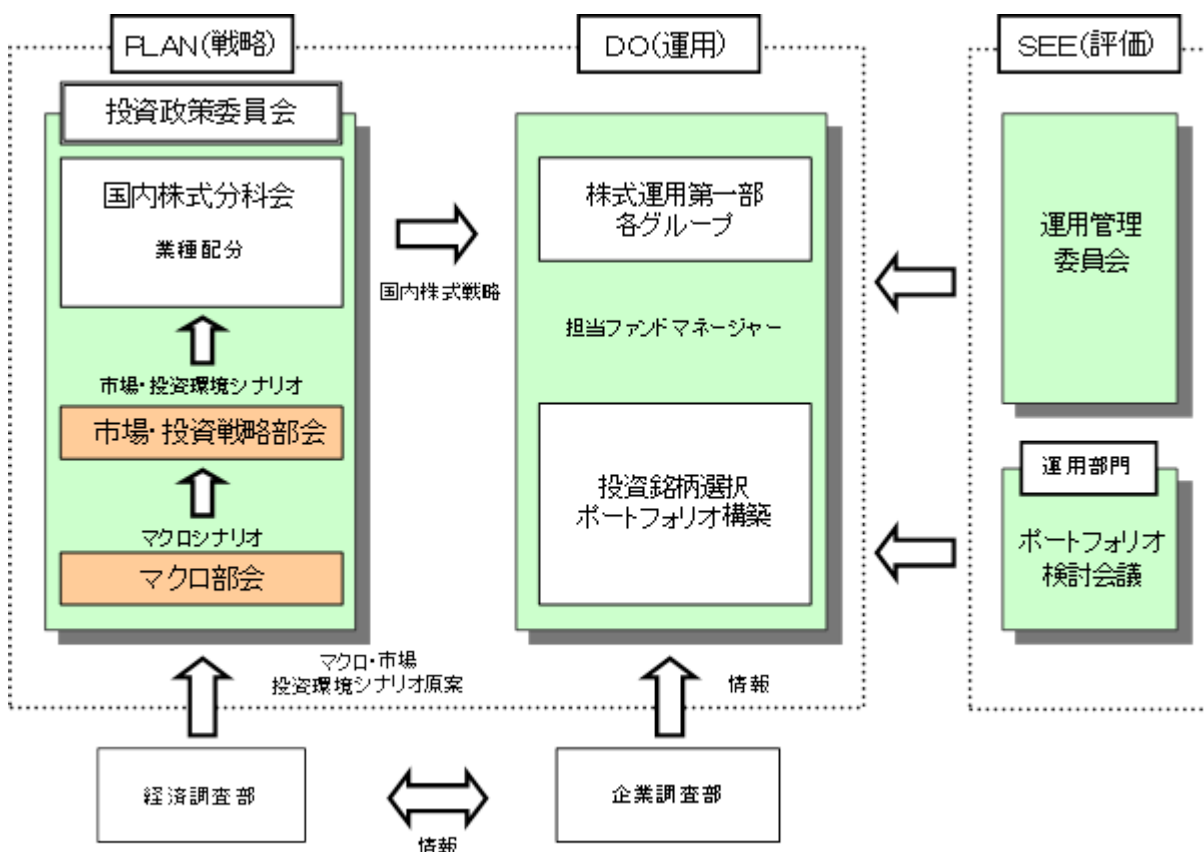 PLAN(戦略)
投資政策委員会
国内株式分科会
業種配分
市場・投資環境シナリオ
市場・投資戦略部会
マクロシナリオ
マクロ部会
国内株式戦略
DO(運用)
株式運用第一部
各グループ
担当ファンドマネージャー
投資銘柄選択
ポートフォリオ構築
SEE(評価)
運用管理
委員会
運用部門
ポートフォリオ
検討会議
マクロ・市場
投資環境シナリオ原案
情報
経済調査部
情報
企業調査部